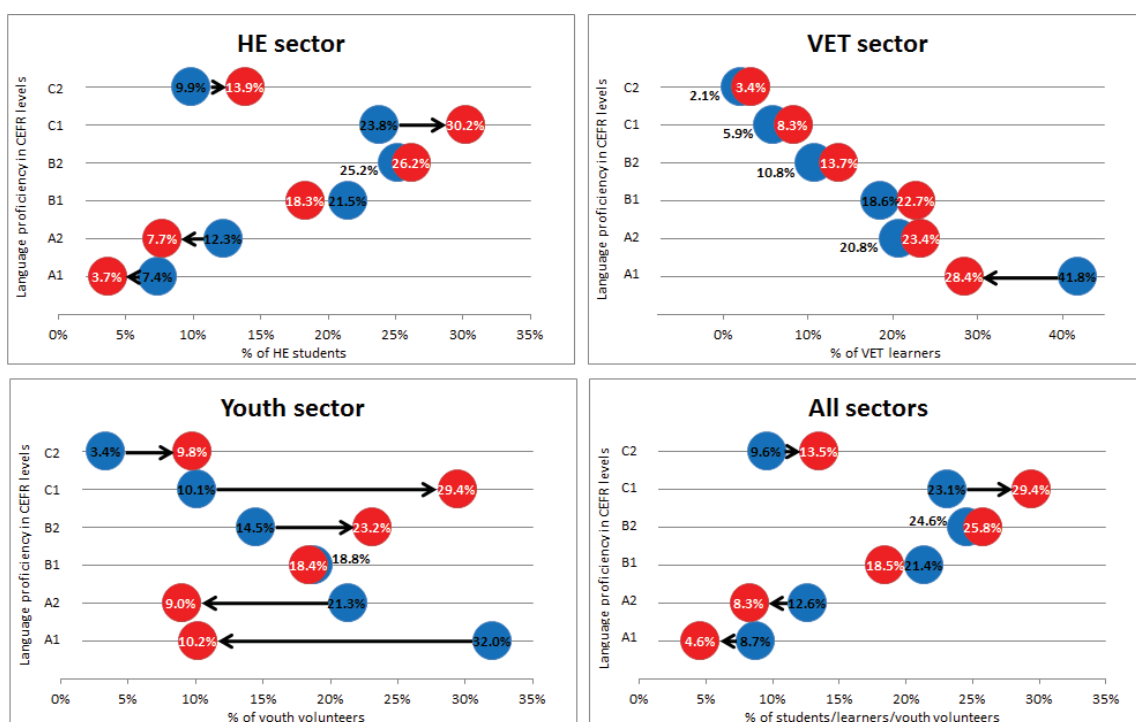 HE sector
Language proficiency in CEFR levels
C2
9.9%
13.9%
C1
23.8%
30.2%
B2
25.2%
26.2%
B1
18.3%
21.5%
A2
7.7%
12.3%
A1
3.7%
7.4%
0%
5%
10%
15%
20%
25%
30%
35%
% of HE students
VET sector
Language proficiency in CEFR levels
C2
2.1%
3.4%
C1
5.9%
8.3%
B2
10.8%
13.7%
B1
18.6%
22.7%
A2
20.8%
23.4%
A1
28.4%
41.8%
0%
10%
20%
30%
40%
% of VET learners
Youth sector
Language proficiency in CEFR levels
C2
3.4%
9.8%
C1
10.1%
29.4%
B2
14.5%
23.2%
B1
18.4%
18.8%
A2
9.0%
21.3%
A1
10.2%
32.0%
0%
5%
10%
15%
20%
25%
30%
35%
% of youth volunteers
All sectors
Language proficiency in CEFR levels
C2
9.6%
13.5%
C1
23.1%
29.4%
B2
24.6%
25.8%
B1
18.5%
21.4%
A2
8.3%
12.6%
A1
4.6%
8.7%
0%
5%
10%
15%
20%
25%
30%
35%
% of students/learners/youth volunteers